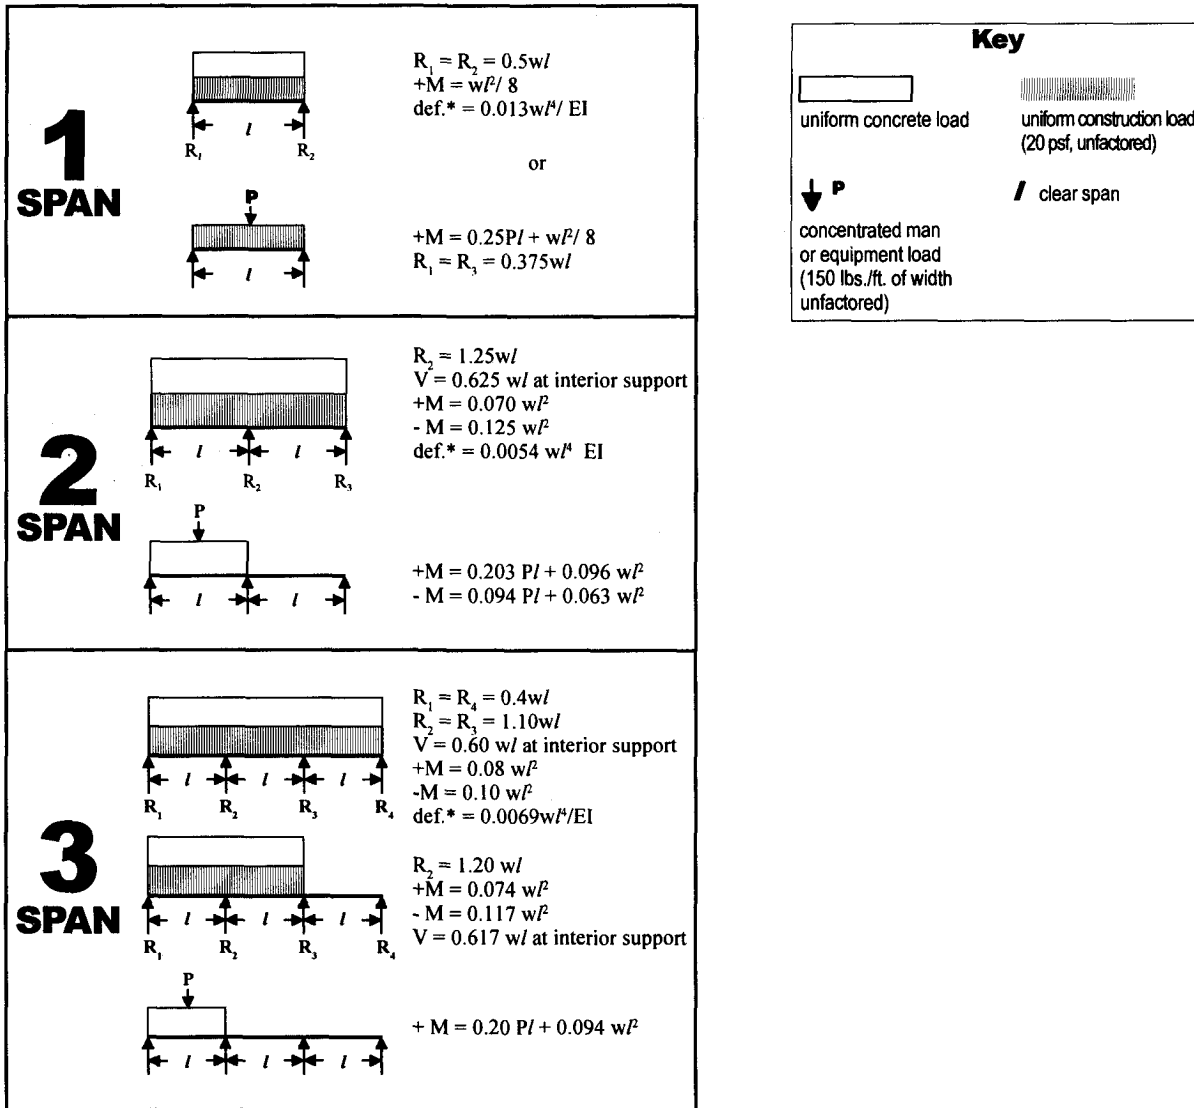 1
SPAN
R₁ = R₂ = 0.5wl
+M = wl²/ 8
def.* = 0.013wl⁴/ EI
l
R₁ R₂
or
P
+M = 0.25Pl + wl²/ 8
R₁ = R₃ = 0.375wl
l
2
SPAN
R₂ = 1.25wl
V = 0.625 wl at interior support
+M = 0.070 wl²
- M = 0.125 wl²
def.* = 0.0054 wl⁴ EI
l l
R₁ R₂ R₃
P
+M = 0.203 Pl + 0.096 wl²
- M = 0.094 Pl + 0.063 wl²
l l
3
SPAN
R₁ = R₄ = 0.4wl
R₂ = R₃ = 1.10wl
V = 0.60 wl at interior support
+M = 0.08 wl²
-M = 0.10 wl²
def.* = 0.0069wl⁴/EI
l l l
R₁ R₂ R₃ R₄
R₂ = 1.20 wl
+M = 0.074 wl²
- M = 0.117 wl²
V = 0.617 wl at interior support
l l l
R₁ R₂ R₃ R₄
P
+ M = 0.20 Pl + 0.094 wl²
l l l
Key
uniform concrete load
uniform construction load
(20 psf, unfactored)
P
concentrated man
or equipment load
(150 lbs./ft. of width
unfactored)
l clear span